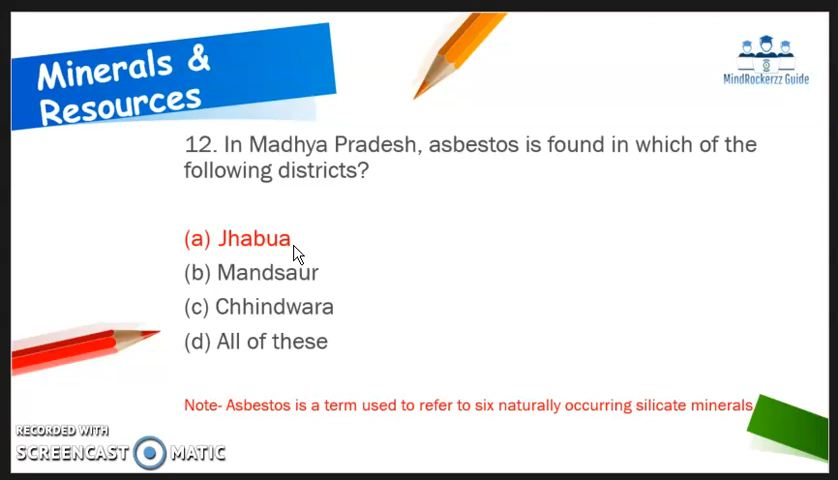 Minerals &
Resources
MindRockerzz Guide
12. In Madhya Pradesh, asbestos is found in which of the
following districts?
(a) Jhabua
(b) Mandsaur
(c) Chhindwara
(d) All of these
Note- Asbestos is a term used to refer to six naturally occurring silicate minerals
RECORDED WITH
SCREENCAST MATIC